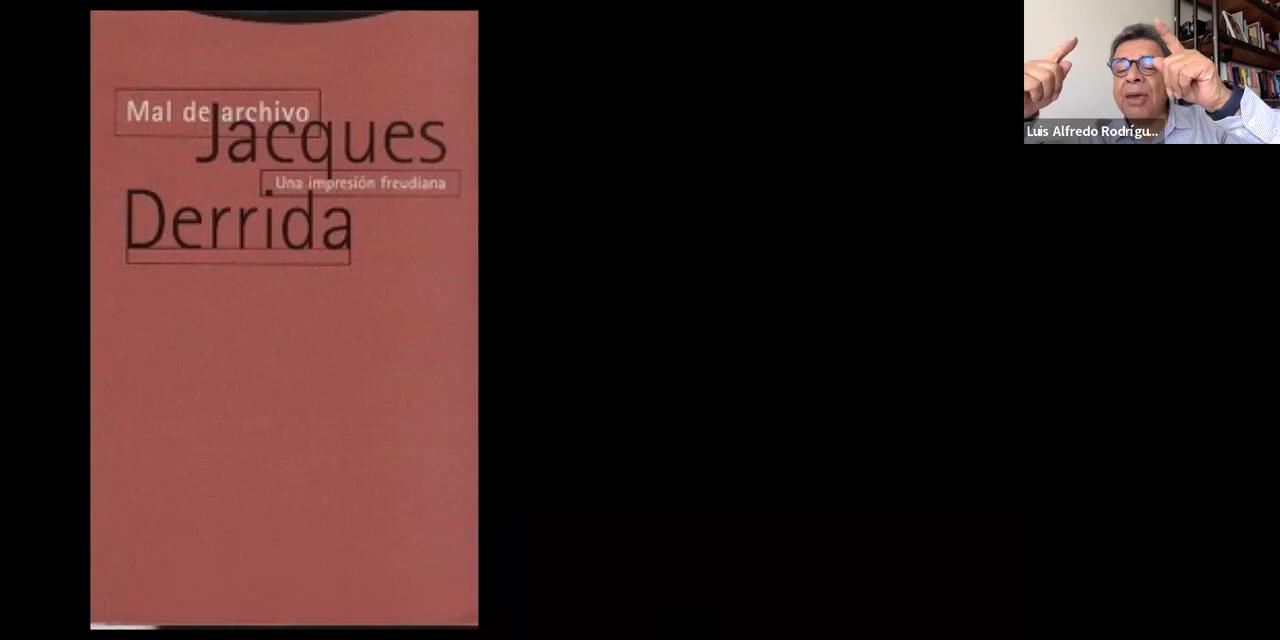 Mal de archivo
Jacques
Una impresión freudiana
Derrida
Luis Alfredo Rodrígu...